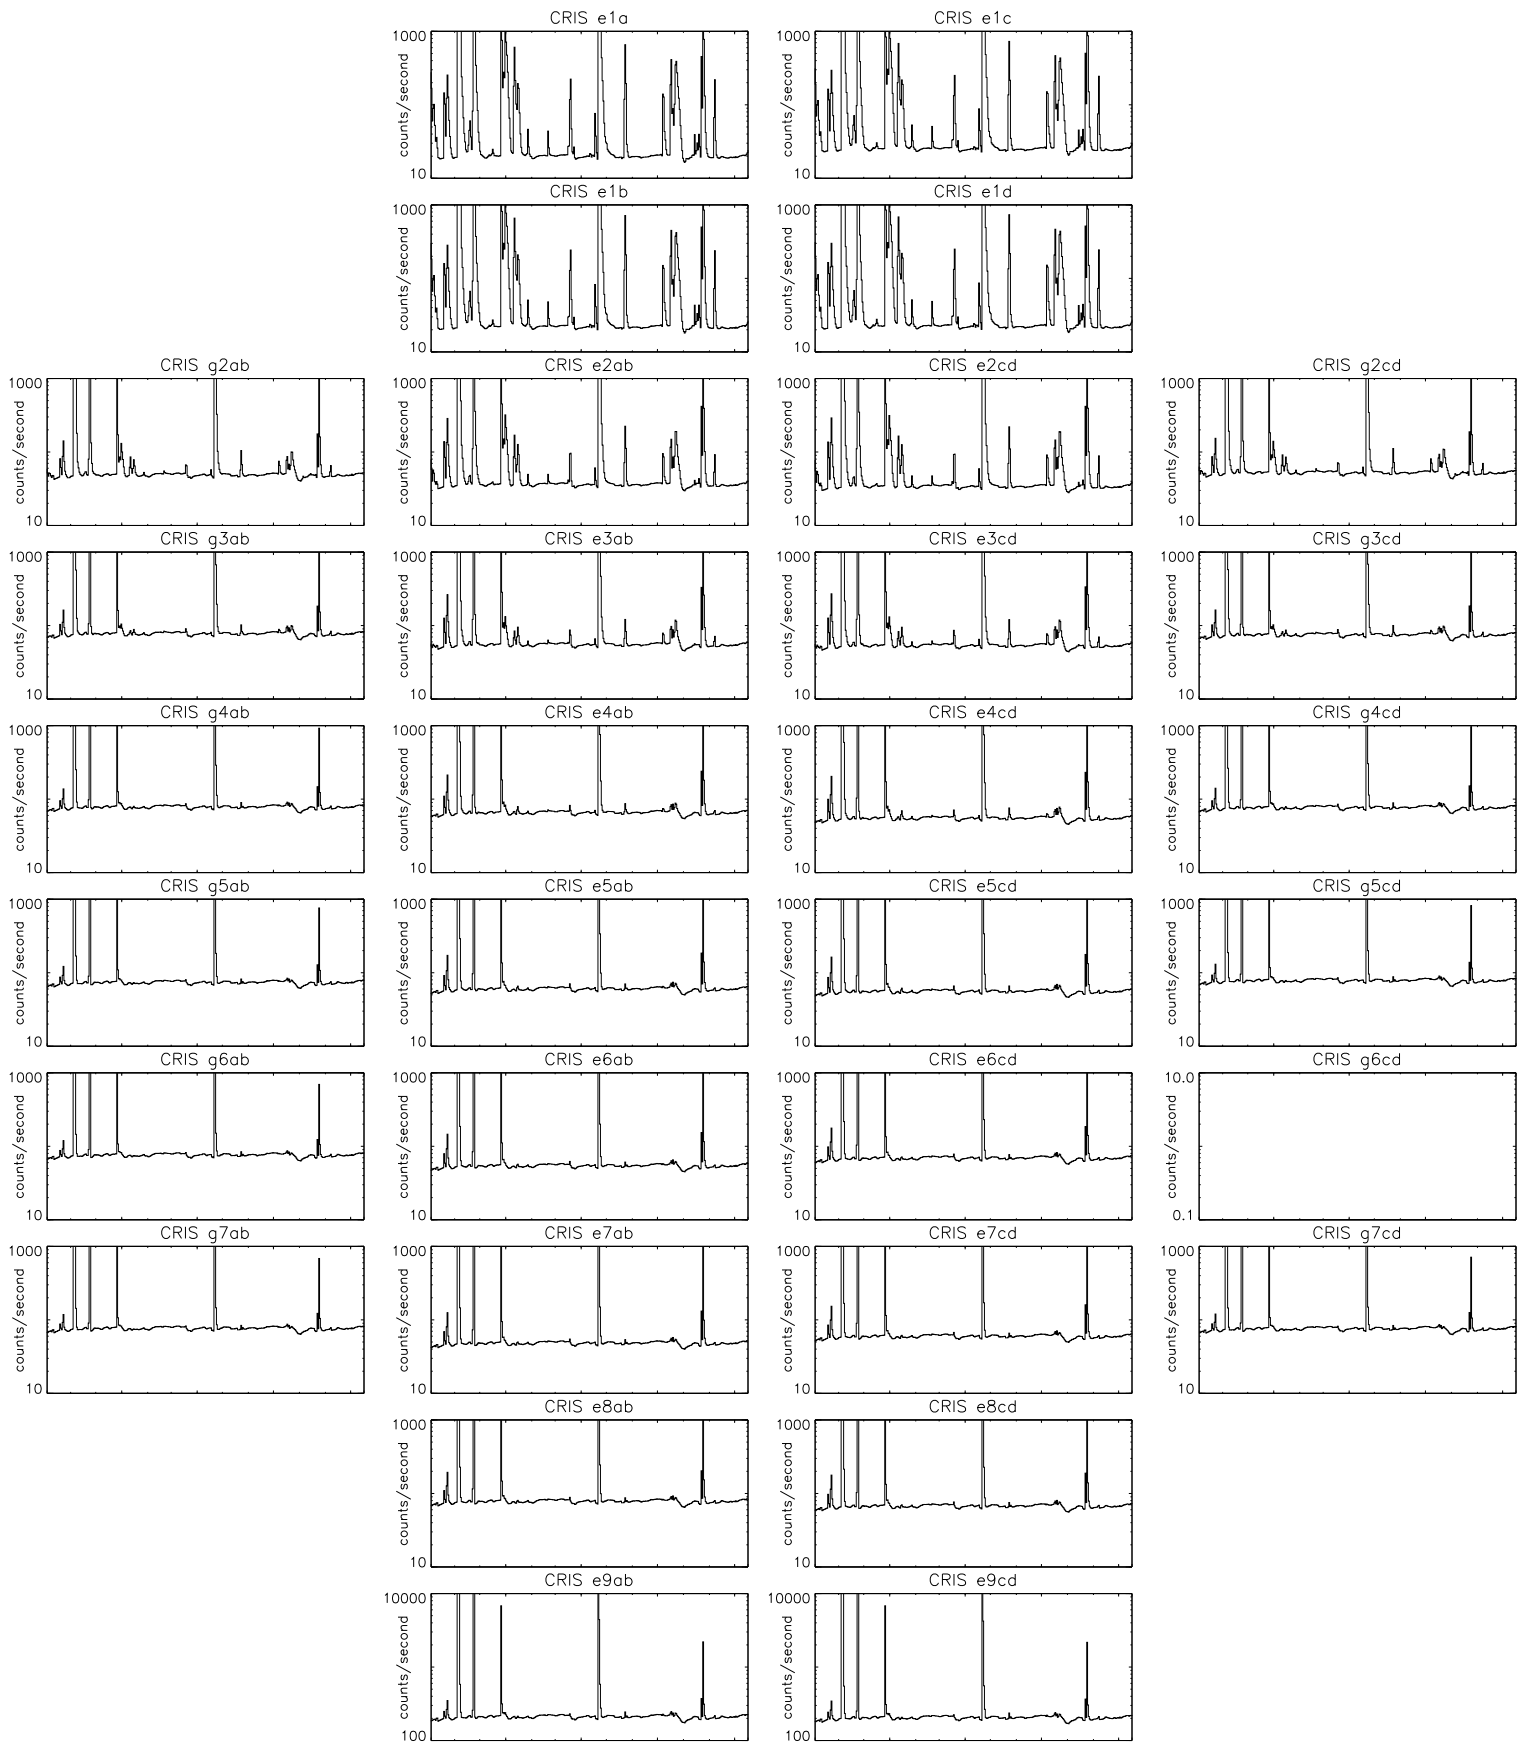 CRIS e1a
CRIS e1c
1000
counts/second
10
1000
counts/second
10
CRIS e1b
CRIS e1d
1000
counts/second
10
1000
counts/second
10
CRIS g2ab
CRIS e2ab
CRIS e2cd
CRIS g2cd
1000
counts/second
10
1000
counts/second
10
1000
counts/second
10
1000
counts/second
10
CRIS g3ab
CRIS e3ab
CRIS e3cd
CRIS g3cd
1000
counts/second
10
1000
counts/second
10
1000
counts/second
10
1000
counts/second
10
CRIS g4ab
CRIS e4ab
CRIS e4cd
CRIS g4cd
1000
counts/second
10
1000
counts/second
10
1000
counts/second
10
1000
counts/second
10
CRIS g5ab
CRIS e5ab
CRIS e5cd
CRIS g5cd
1000
counts/second
10
1000
counts/second
10
1000
counts/second
10
1000
counts/second
10
CRIS g6ab
CRIS e6ab
CRIS e6cd
CRIS g6cd
1000
counts/second
10
1000
counts/second
10
1000
counts/second
10
10.0
1.0
counts/second
0.1
CRIS g7ab
CRIS e7ab
CRIS e7cd
CRIS g7cd
1000
counts/second
10
1000
counts/second
10
1000
counts/second
10
1000
counts/second
10
CRIS e8ab
CRIS e8cd
1000
counts/second
10
1000
counts/second
10
CRIS e9ab
CRIS e9cd
10000
counts/second
100
10000
counts/second
100